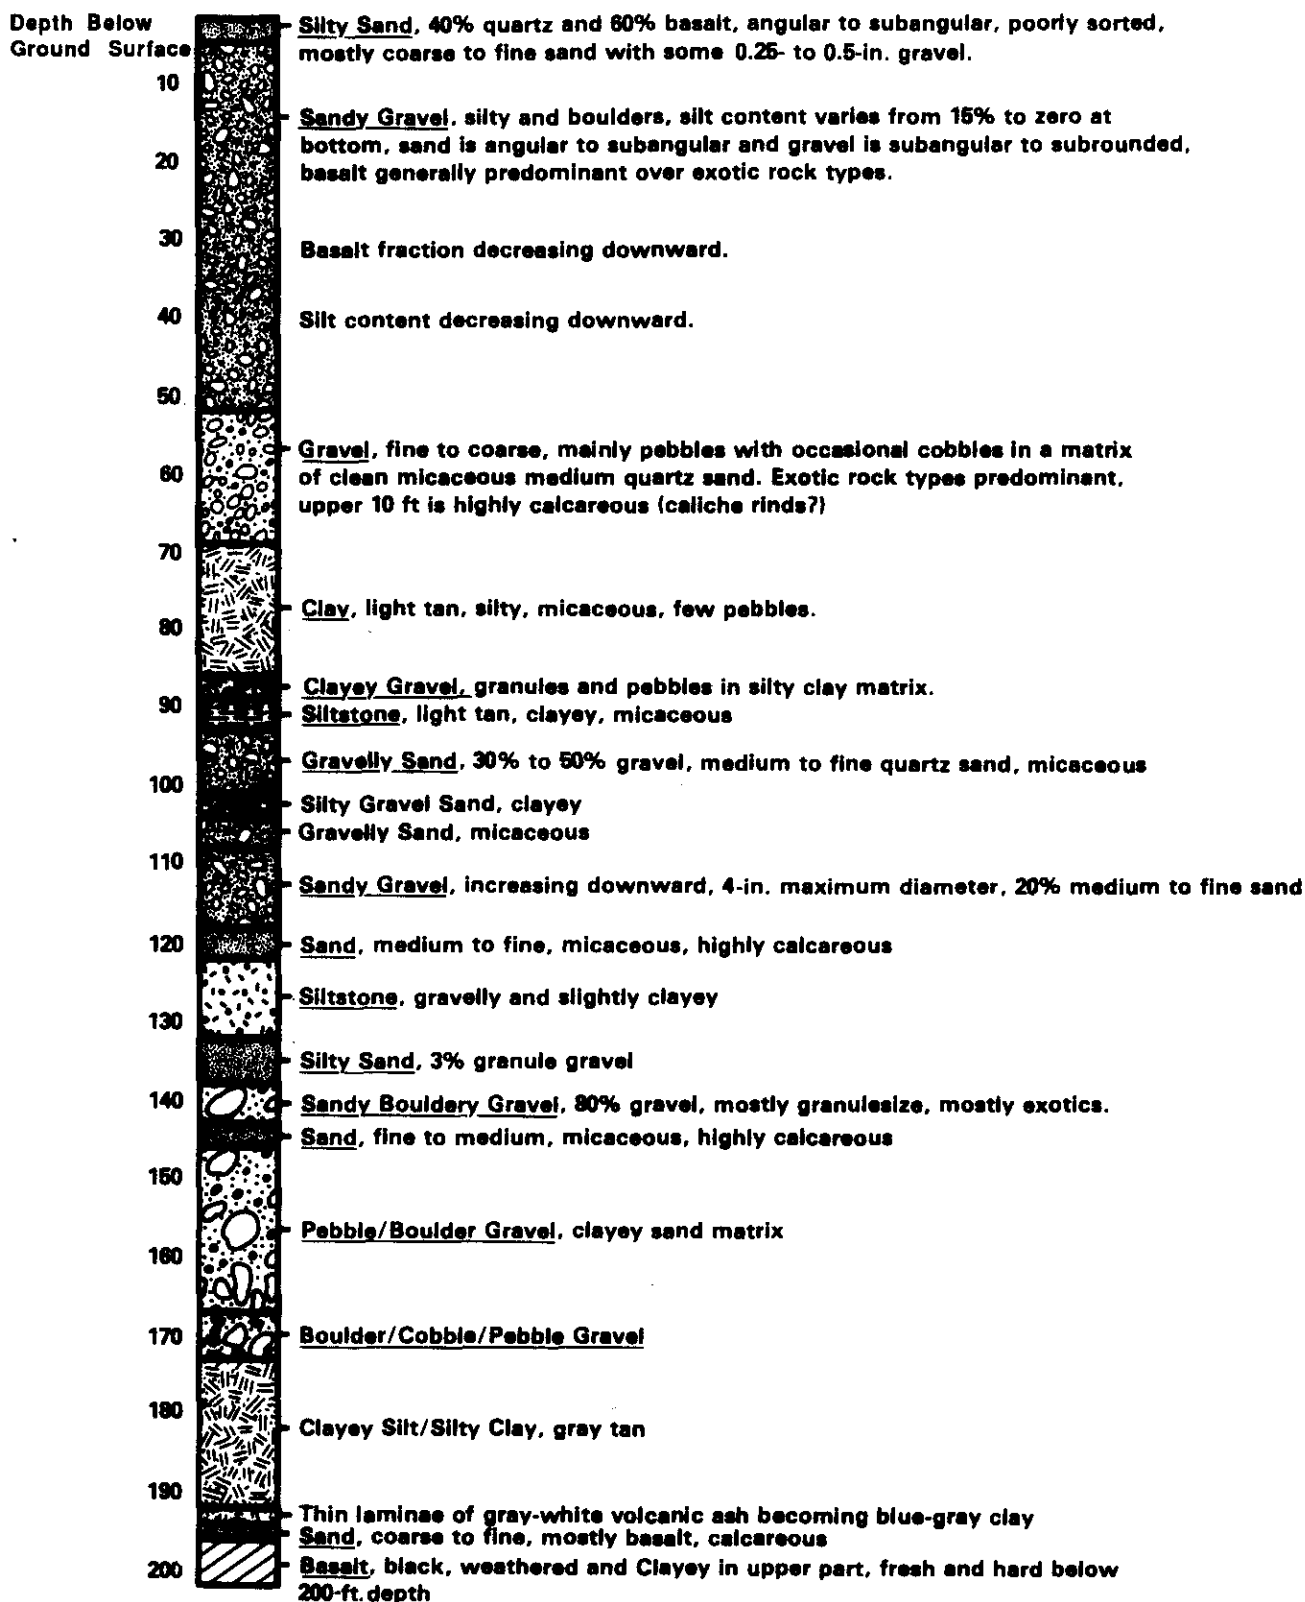 Depth Below
Ground Surface
Silty Sand, 40% quartz and 60% basalt, angular to subangular, poorly sorted,
mostly coarse to fine sand with some 0.25- to 0.5-in. gravel.
10
Sandy Gravel, silty and boulders, silt content varies from 15% to zero at
bottom, sand is angular to subangular and gravel is subangular to subrounded,
basalt generally predominant over exotic rock types.
20
30
Basalt fraction decreasing downward.
40
Silt content decreasing downward.
50
Gravel, fine to coarse, mainly pebbles with occasional cobbles in a matrix
of clean micaceous medium quartz sand. Exotic rock types predominant,
upper 10 ft is highly calcareous (caliche rinds?)
60
70
Clay, light tan, silty, micaceous, few pebbles.
80
Clayey Gravel, granules and pebbles in silty clay matrix.
90
Siltstone, light tan, clayey, micaceous
Gravelly Sand, 30% to 50% gravel, medium to fine quartz sand, micaceous
100
Silty Gravel Sand, clayey
Gravelly Sand, micaceous
110
Sandy Gravel, increasing downward, 4-in. maximum diameter, 20% medium to fine sand
120
Sand, medium to fine, micaceous, highly calcareous
Siltstone, gravelly and slightly clayey
130
Silty Sand, 3% granule gravel
140
Sandy Bouldery Gravel, 80% gravel, mostly granulesize, mostly exotics.
Sand, fine to medium, micaceous, highly calcareous
150
Pebble/Boulder Gravel, clayey sand matrix
160
170
Boulder/Cobble/Pebble Gravel
180
Clayey Silt/Silty Clay, gray tan
190
Thin laminae of gray-white volcanic ash becoming blue-gray clay
Sand, coarse to fine, mostly basalt, calcareous
200
Basalt, black, weathered and Clayey in upper part, fresh and hard below
200-ft. depth